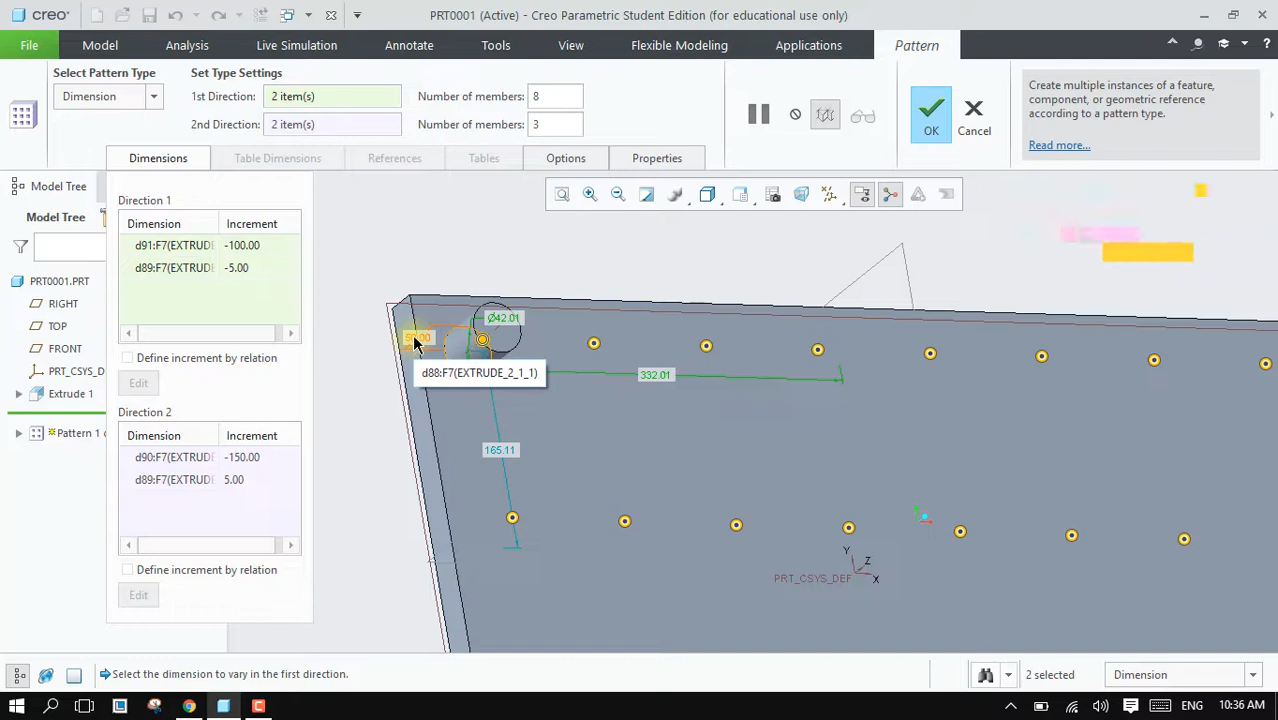 creo
PRT0001 (Active) - Creo Parametric Student Edition (for educational use only)
File
Model
Analysis
Live Simulation
Annotate
Tools
View
Flexible Modeling
Applications
Pattern
Select Pattern Type
Set Type Settings
Dimension
1st Direction:
2 item(s)
Number of members:
8
2nd Direction:
2 item(s)
Number of members:
3
OK
Cancel
Create multiple instances of a feature,
component, or geometric reference
according to a pattern type.
Read more...
Dimensions
Table Dimensions
References
Tables
Options
Properties
Model Tree
Model Tree
PRT0001.PRT
RIGHT
TOP
FRONT
PRT_CSYS_D
Extrude 1
Pattern 1
Direction 1
Dimension
Increment
d91:F7(EXTRUDE
-100.00
d89:F7(EXTRUDE
-5.00
Define increment by relation
Edit
Direction 2
Dimension
Increment
d90:F7(EXTRUDE
-150.00
d89:F7(EXTRUDE
5.00
Define increment by relation
Edit
Ø42.01
d88:F7(EXTRUDE_2_1_1)
332.01
165.11
Y
Z
X
PRT_CSYS_DEF
Select the dimension to vary in the first direction.
2 selected
Dimension
ENG
10:36 AM